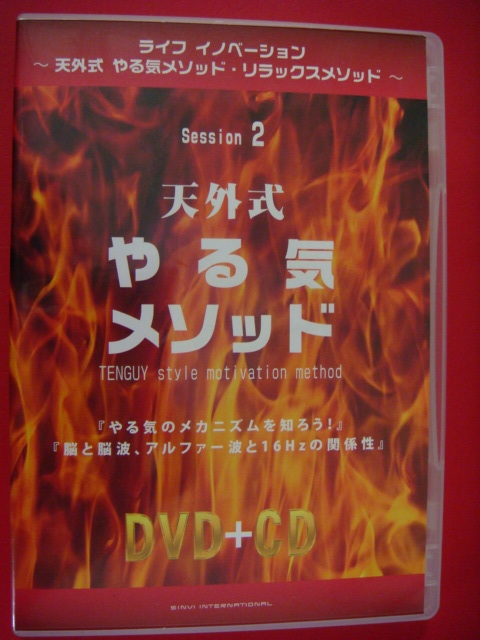 ライフ イノベーション
～ 天外式 やる気メソッド・リラックスメソッド ～
Session 2
天外式
やる気
メソッド
TENGUY style motivation method
『やる気のメカニズムを知ろう！』
『脳と脳波、アルファー波と16Hzの関係性』
DVD+CD
SINVI INTERNATIONAL